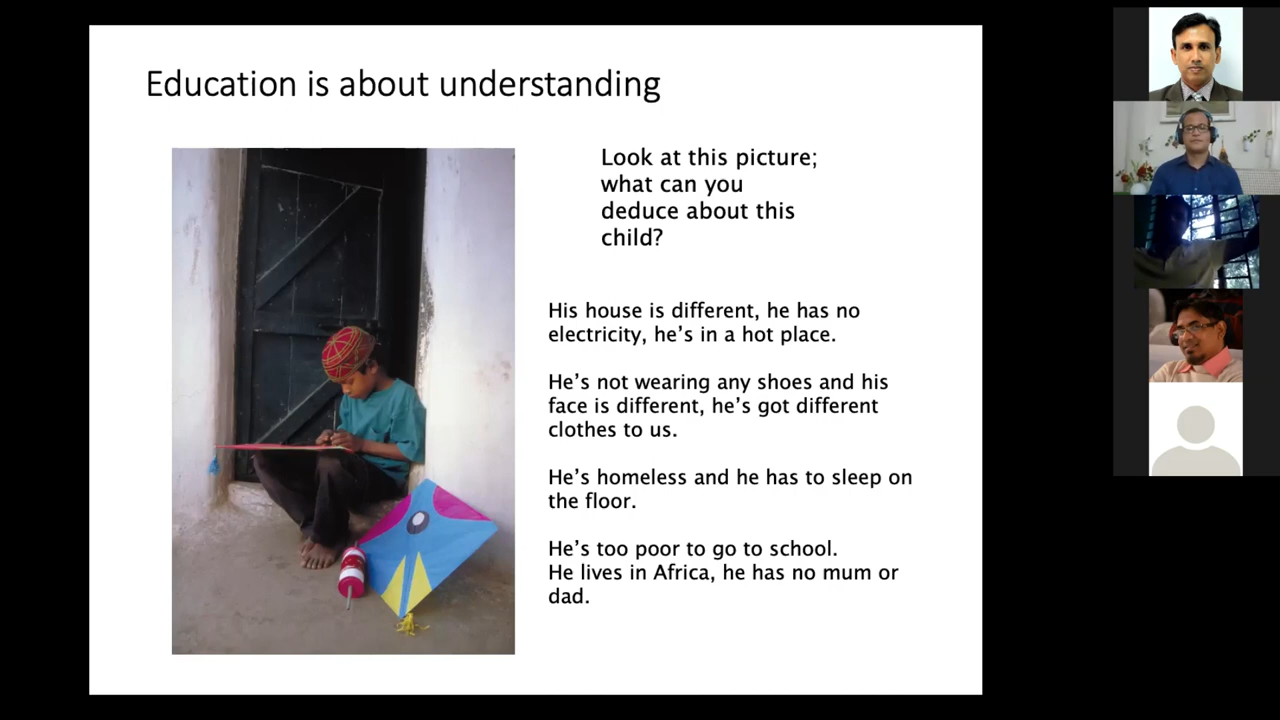 Education is about understanding
Look at this picture;
what can you
deduce about this
child?
His house is different, he has no
electricity, he's in a hot place.
He's not wearing any shoes and his
face is different, he's got different
clothes to us.
He's homeless and he has to sleep on
the floor.
He's too poor to go to school.
He lives in Africa, he has no mum or
dad.